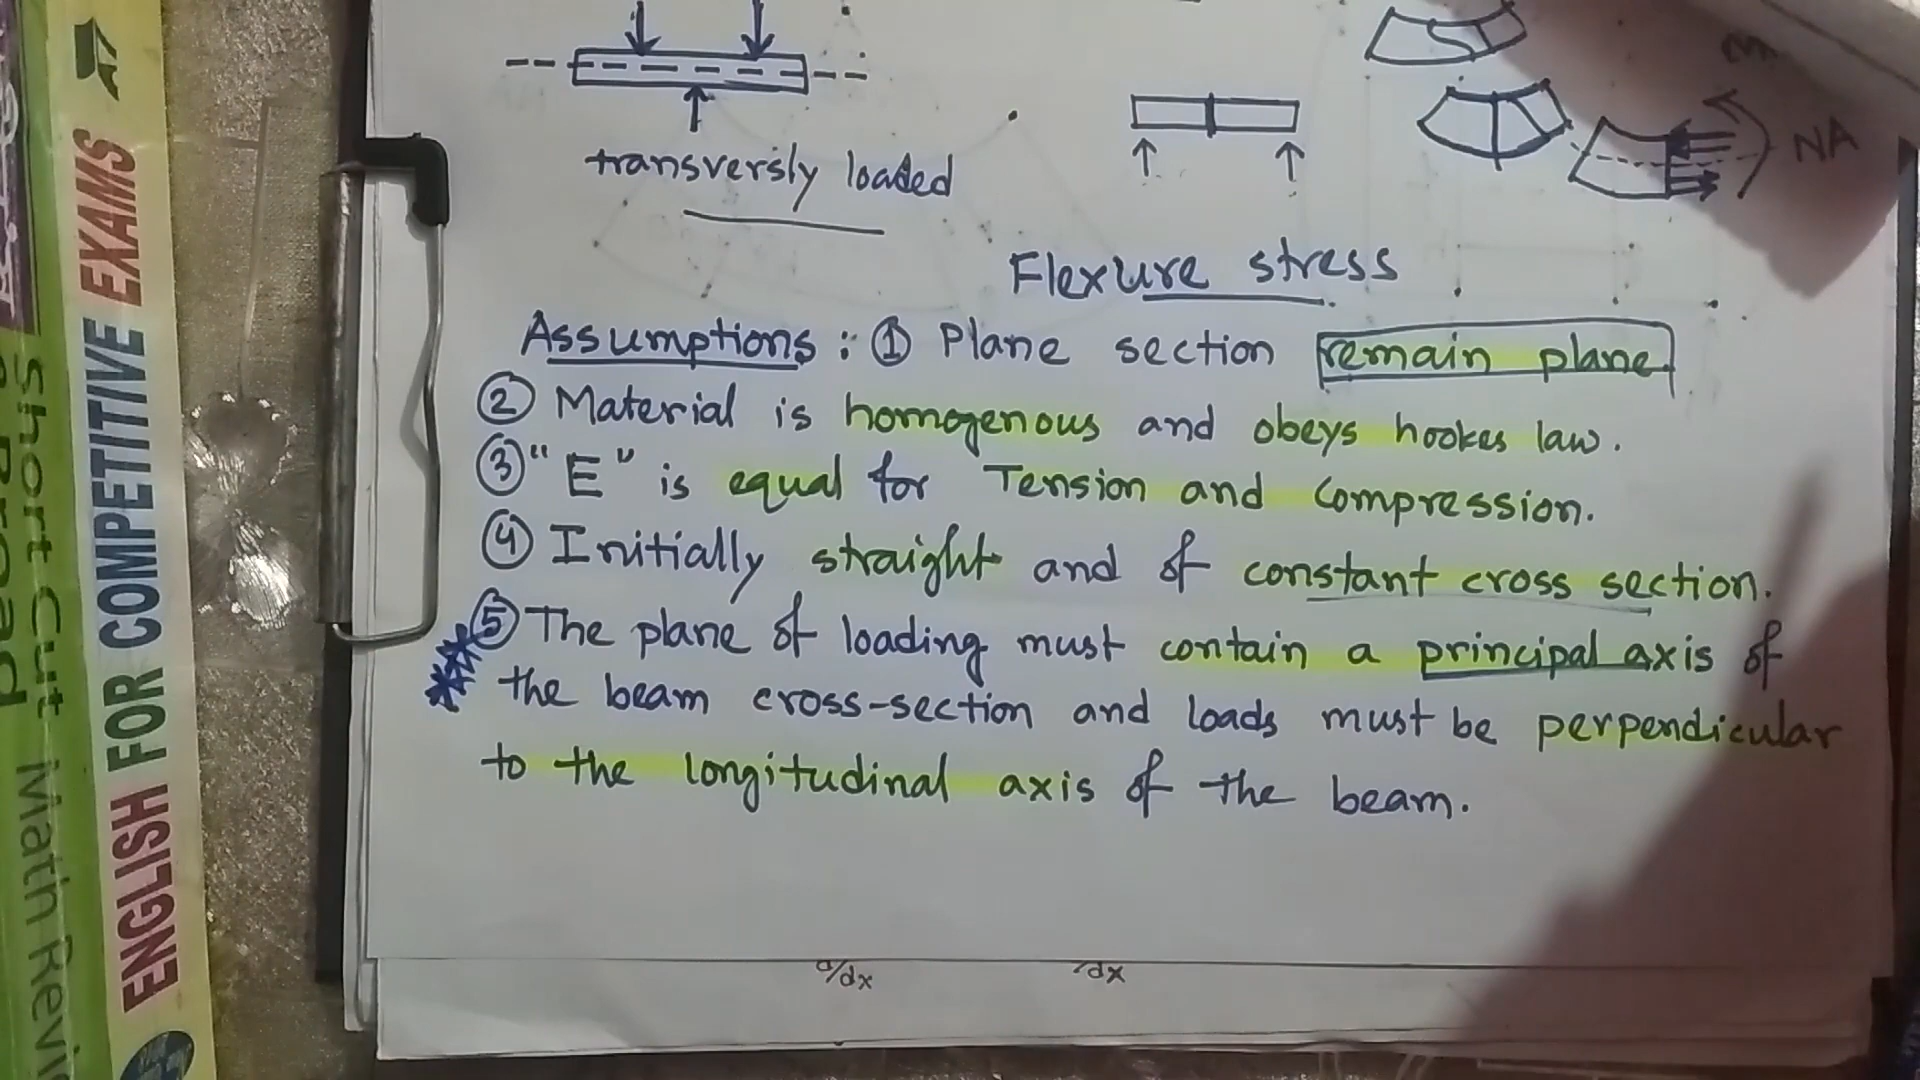 transversly loaded
NA
Flexure stress
Assumptions : ① Plane section remain plane.
② Material is homogenous and obeys hookes law.
③ "E" is equal for Tension and compression.
④ Initially straight and of constant cross section.
⑤ The plane of loading must contain a principal axis of
the beam cross-section and loads must be perpendicular
to the longitudinal axis of the beam.
dx
dx
ENGLISH FOR COMPETITIVE EXAMS
A7
Short Cut Math